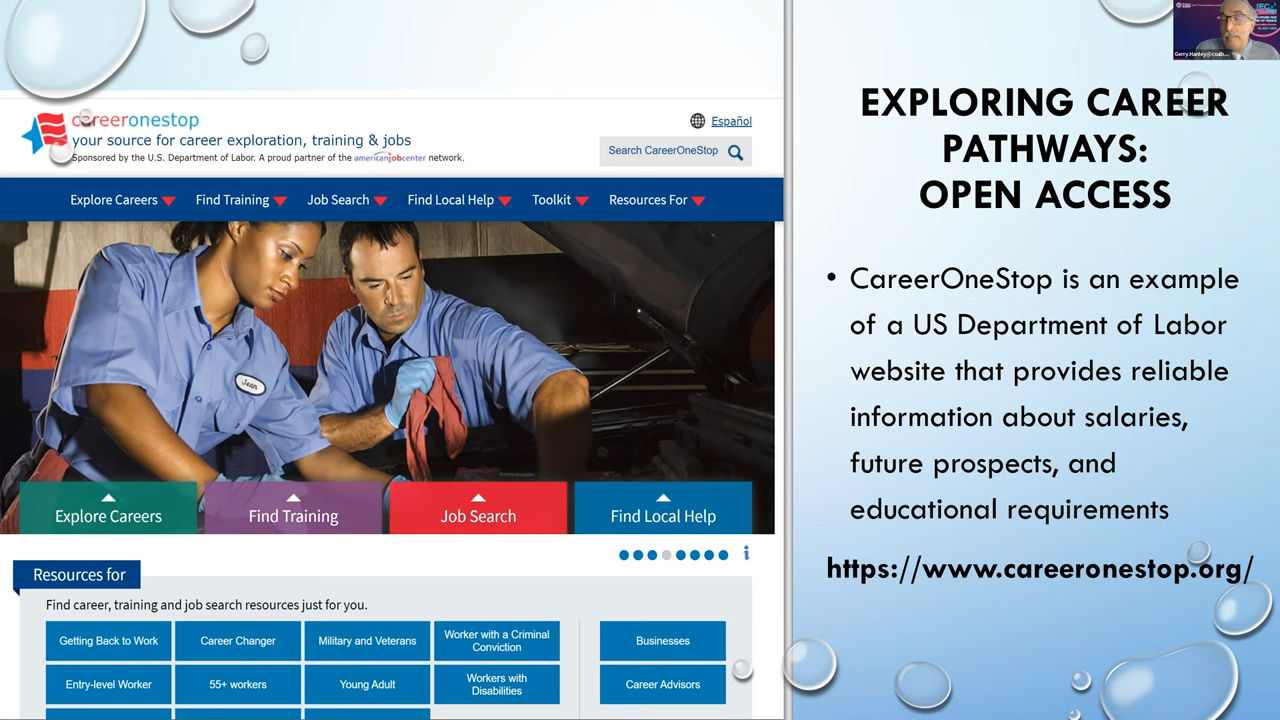 careeronestop
your source for career exploration, training & jobs
Sponsored by the U.S. Department of Labor. A proud partner of the americanjobcenter network.
Español
Search CareerOneStop
Explore Careers
Find Training
Job Search
Find Local Help
Toolkit
Resources For
Jean
Explore Careers
Find Training
Job Search
Find Local Help
i
Resources for
Find career, training and job search resources just for you.
Getting Back to Work
Career Changer
Military and Veterans
Worker with a Criminal
Conviction
Businesses
Entry-level Worker
55+ workers
Young Adult
Workers with
Disabilities
Career Advisors
EXPLORING CAREER
PATHWAYS:
OPEN ACCESS
• CareerOneStop is an example
of a US Department of Labor
website that provides reliable
information about salaries,
future prospects, and
educational requirements
https://www.careeronestop.org/
Gerry.Hanley@csulb...